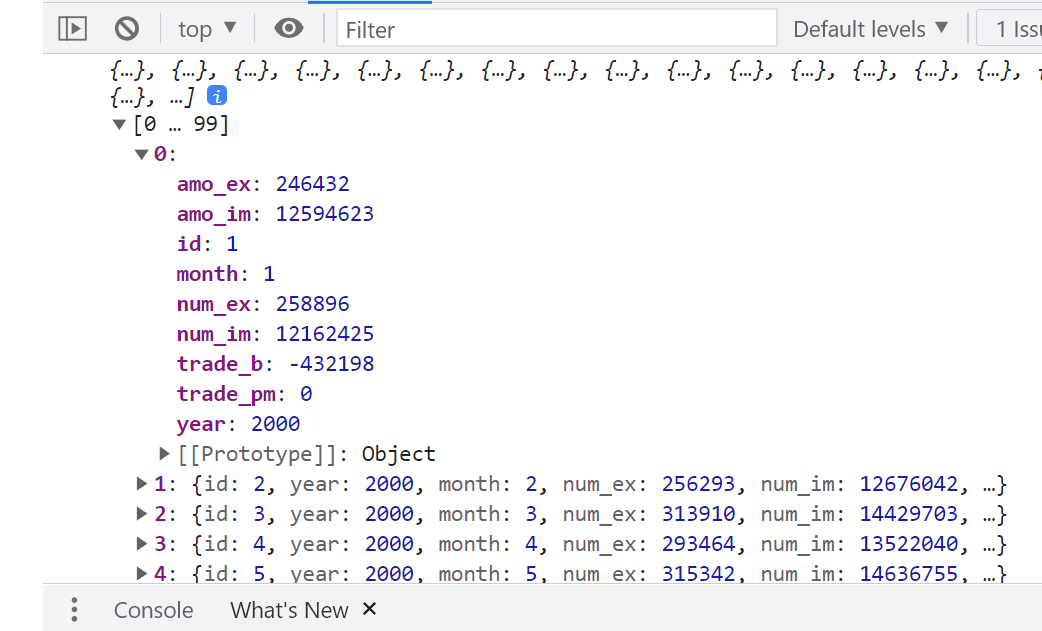 top ▼ Filter Default levels ▼ 1 Issu
{…}, {…}, {…}, {…}, {…}, {…}, {…}, {…}, {…}, {…}, {…}, {…}, {…}, {…}, {…},
{…}, …] i
▼[0 … 99]
▼0:
amo_ex: 246432
amo_im: 12594623
id: 1
month: 1
num_ex: 258896
num_im: 12162425
trade_b: -432198
trade_pm: 0
year: 2000
▶[[Prototype]]: Object
▶1: {id: 2, year: 2000, month: 2, num_ex: 256293, num_im: 12676042, …}
▶2: {id: 3, year: 2000, month: 3, num_ex: 313910, num_im: 14429703, …}
▶3: {id: 4, year: 2000, month: 4, num_ex: 293464, num_im: 13522040, …}
▶4: {id: 5, year: 2000, month: 5, num_ex: 315342, num_im: 14636755, …}
Console What's New ×